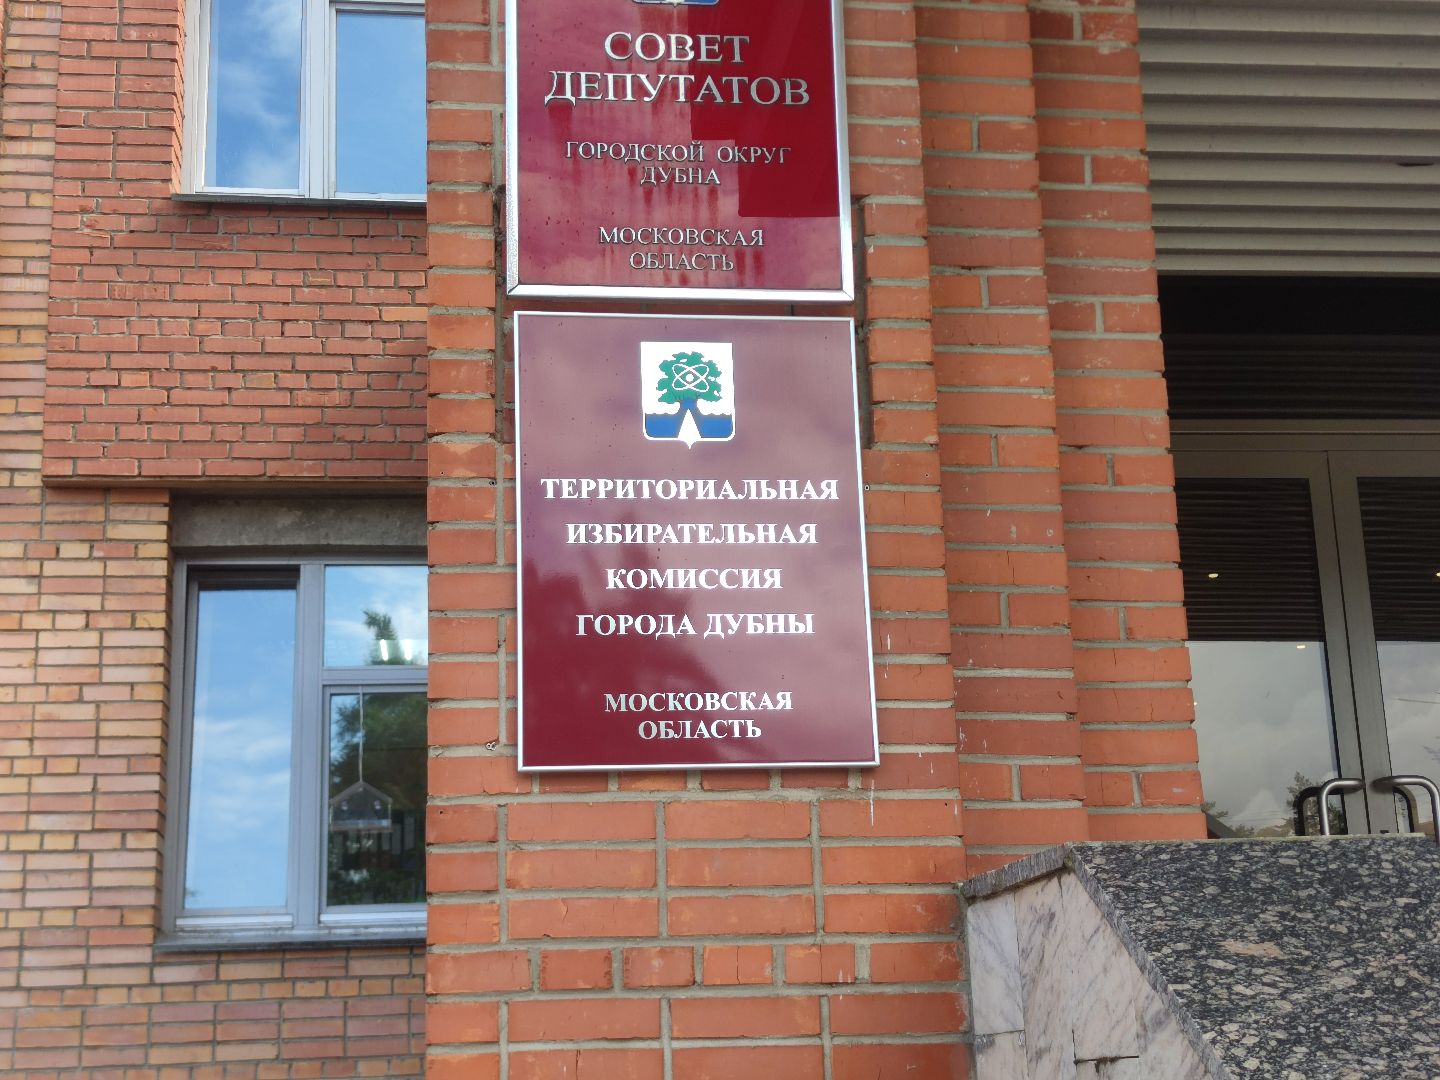 СОВЕТ
ДЕПУТАТОВ
ГОРОДСКОЙ ОКРУГ
ДУБНА
МОСКОВСКАЯ
ОБЛАСТЬ
ТЕРРИТОРИАЛЬНАЯ
ИЗБИРАТЕЛЬНАЯ
КОМИССИЯ
ГОРОДА ДУБНЫ
МОСКОВСКАЯ
ОБЛАСТЬ